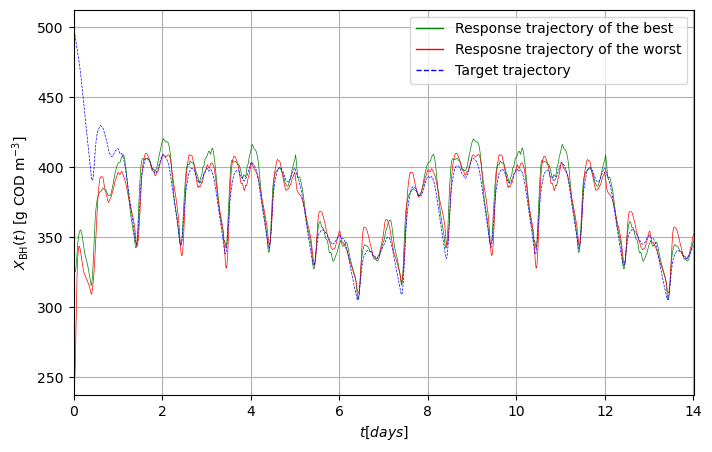 500
450
400
350
300
250
X_BH(t) [g COD m⁻³]
Response trajectory of the best
Resposne trajectory of the worst
Target trajectory
0 2 4 6 8 10 12 14
t[days]